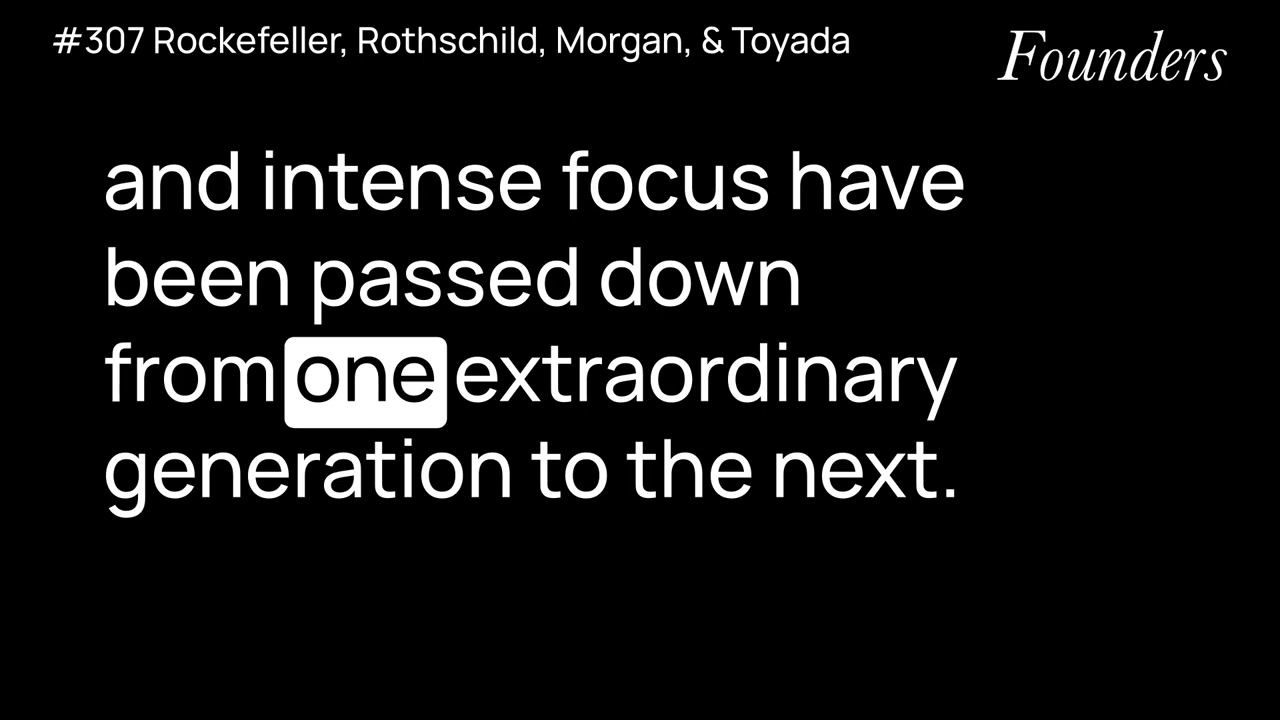 #307 Rockefeller, Rothschild, Morgan, & Toyada
Founders
and intense focus have
been passed down
from one extraordinary
generation to the next.